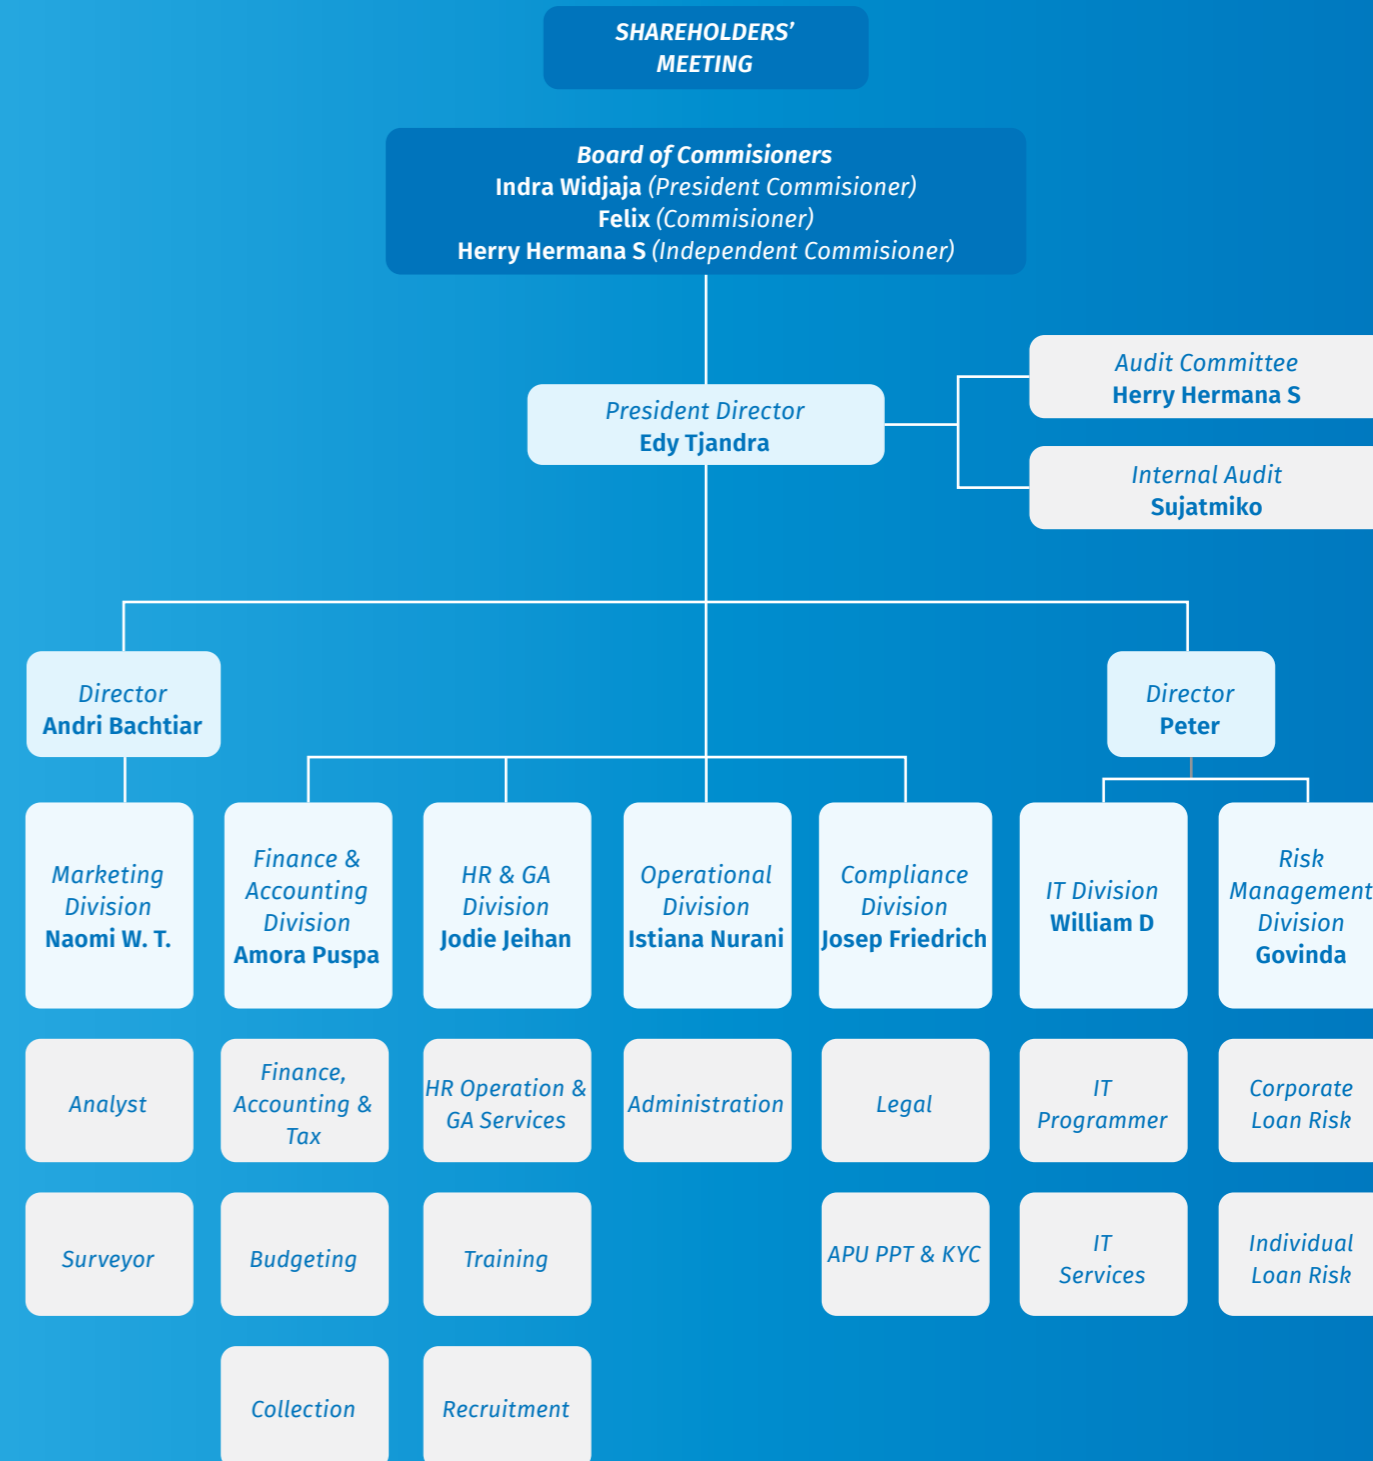 SHAREHOLDERS’
MEETING
Board of Commisioners
Indra Widjaja (President Commisioner)
Felix (Commisioner)
Herry Hermana S (Independent Commisioner)
Audit Committee
Herry Hermana S
President Director
Edy Tjandra
Internal Audit
Sujatmiko
Director
Andri Bachtiar
Director
Peter
Marketing
Division
Naomi W. T.
Finance &
Accounting
Division
Amora Puspa
HR & GA
Division
Jodie Jeihan
Operational
Division
Istiana Nurani
Compliance
Division
Josep Friedrich
IT Division
William D
Risk
Management
Division
Govinda
Analyst
Finance,
Accounting &
Tax
HR Operation &
GA Services
Administration
Legal
IT
Programmer
Corporate
Loan Risk
Surveyor
Budgeting
Training
APU PPT & KYC
IT
Services
Individual
Loan Risk
Collection
Recruitment